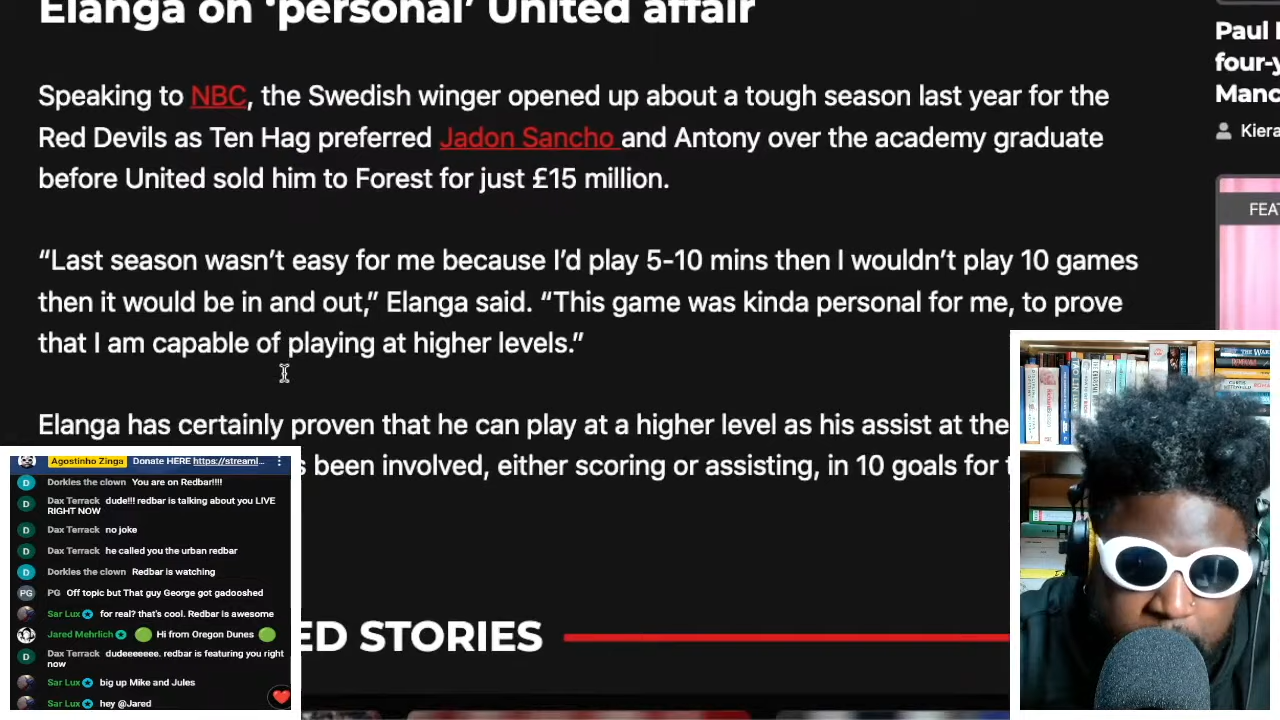 Elanga on ‘personal’ United affair
Speaking to NBC, the Swedish winger opened up about a tough season last year for the
Red Devils as Ten Hag preferred Jadon Sancho and Antony over the academy graduate
before United sold him to Forest for just £15 million.
“Last season wasn’t easy for me because I’d play 5-10 mins then I wouldn’t play 10 games
then it would be in and out,” Elanga said. “This game was kinda personal for me, to prove
that I am capable of playing at higher levels.”
Elanga has certainly proven that he can play at a higher level as his assist at the
been involved, either scoring or assisting, in 10 goals for
ED STORIES
Paul
four-y
Manc
Kiera
FEAT
Agostinho Zinga Donate HERE https://streaml...
D Dorkles the clown You are on Redbar!!!!
D Dax Terrack dude!!! redbar is talking about you LIVE
RIGHT NOW
D Dax Terrack no joke
D Dax Terrack he called you the urban redbar
D Dorkles the clown Redbar is watching
PG PG Off topic but That guy George got gadooshed
Sar Lux for real? that's cool. Redbar is awesome
Jared Mehrlich Hi from Oregon Dunes
D Dax Terrack dudeeeeeee. redbar is featuring you right
now
Sar Lux big up Mike and Jules
Sar Lux hey @Jared